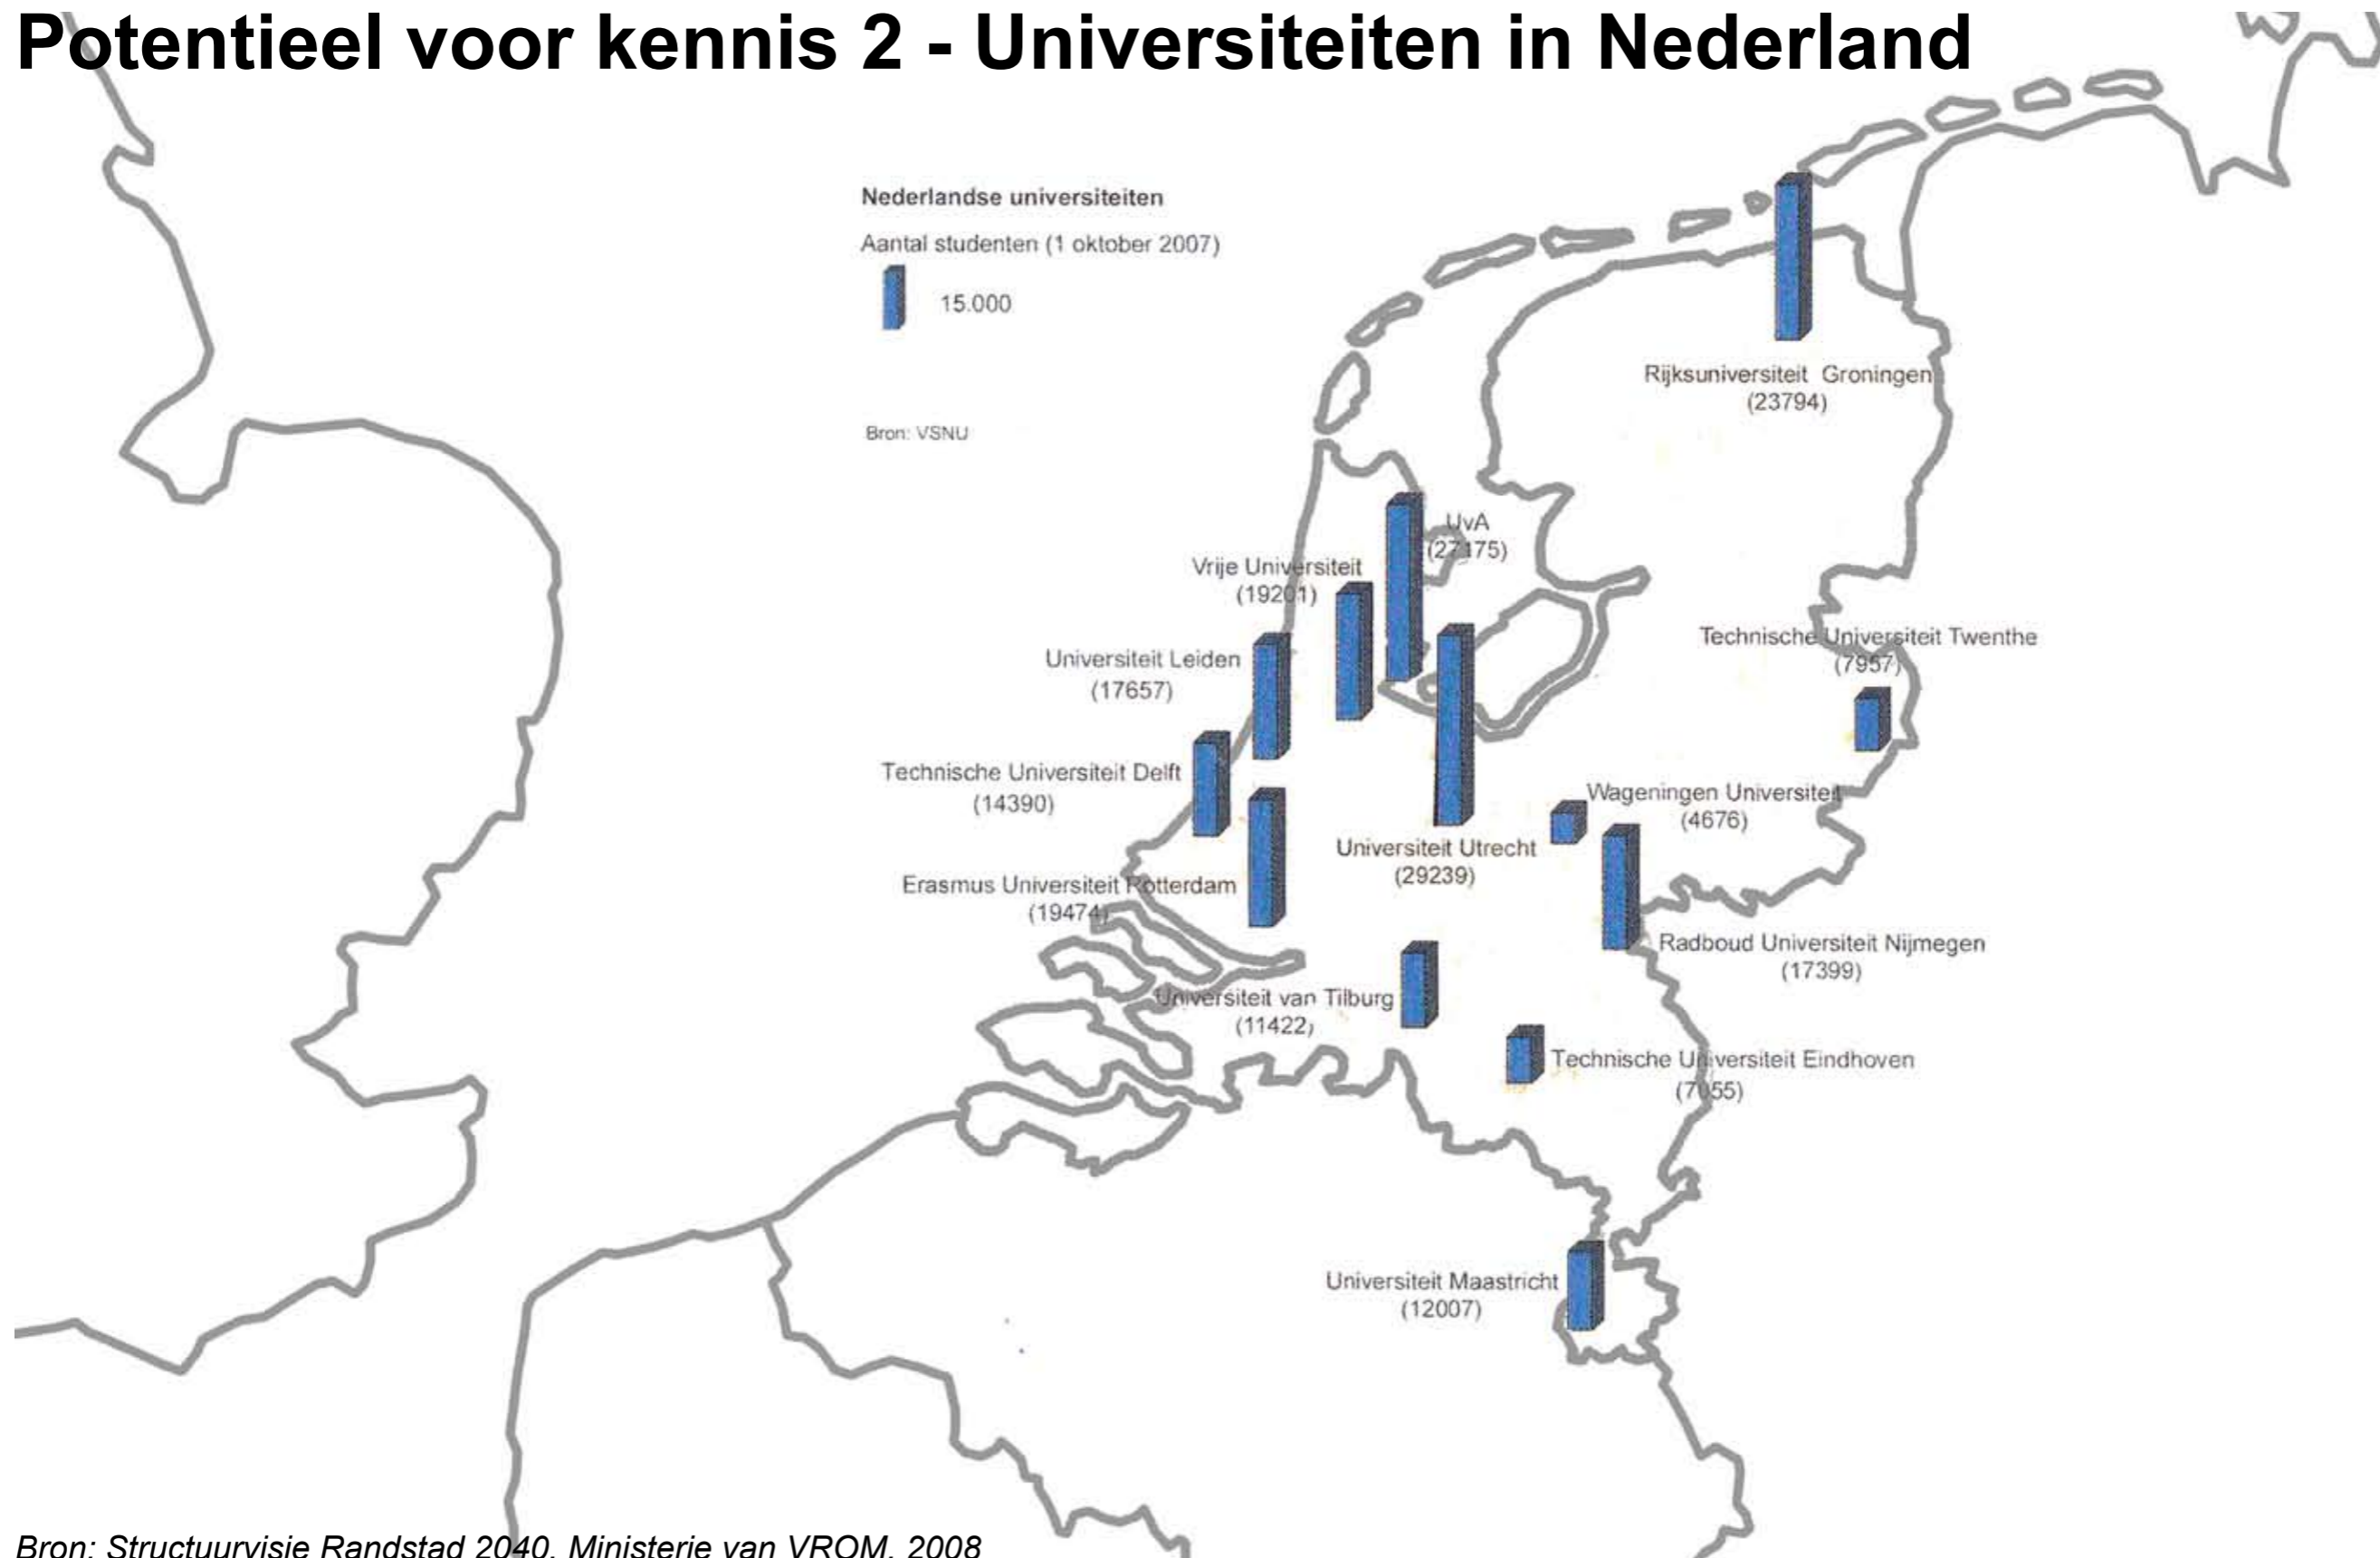 Potentieel voor kennis 2 - Universiteiten in Nederland
Nederlandse universiteiten
Aantal studenten (1 oktober 2007)
15.000
Bron: VSNU
Rijksuniversiteit Groningen
(23794)
UvA
(27175)
Vrije Universiteit
(19201)
Universiteit Leiden
(17657)
Technische Universiteit Twenthe
(7957)
Technische Universiteit Delft
(14390)
Wageningen Universiteit
(4676)
Universiteit Utrecht
(29239)
Erasmus Universiteit Rotterdam
(19474)
Radboud Universiteit Nijmegen
(17399)
Universiteit van Tilburg
(11422)
Technische Universiteit Eindhoven
(7055)
Universiteit Maastricht
(12007)
Bron: Structuurvisie Randstad 2040, Ministerie van VROM, 2008